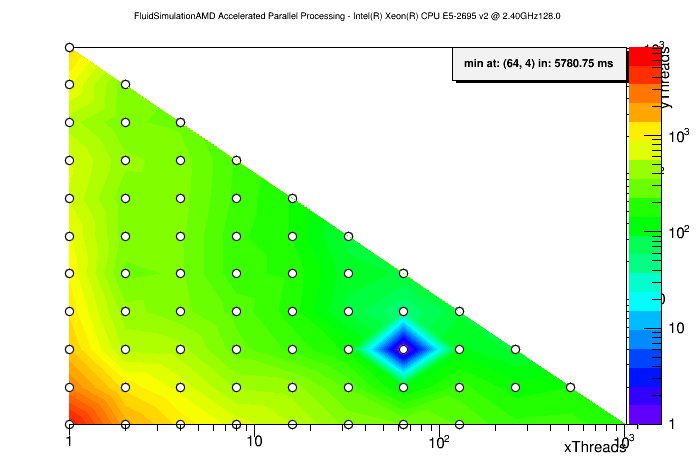 FluidSimulationAMD Accelerated Parallel Processing - Intel(R) Xeon(R) CPU E5-2695 v2 @ 2.40GHz128.0
min at: (64, 4) in: 5780.75 ms
yThreads
10³
10³
10²
10
1
1
10
10²
10³
xThreads